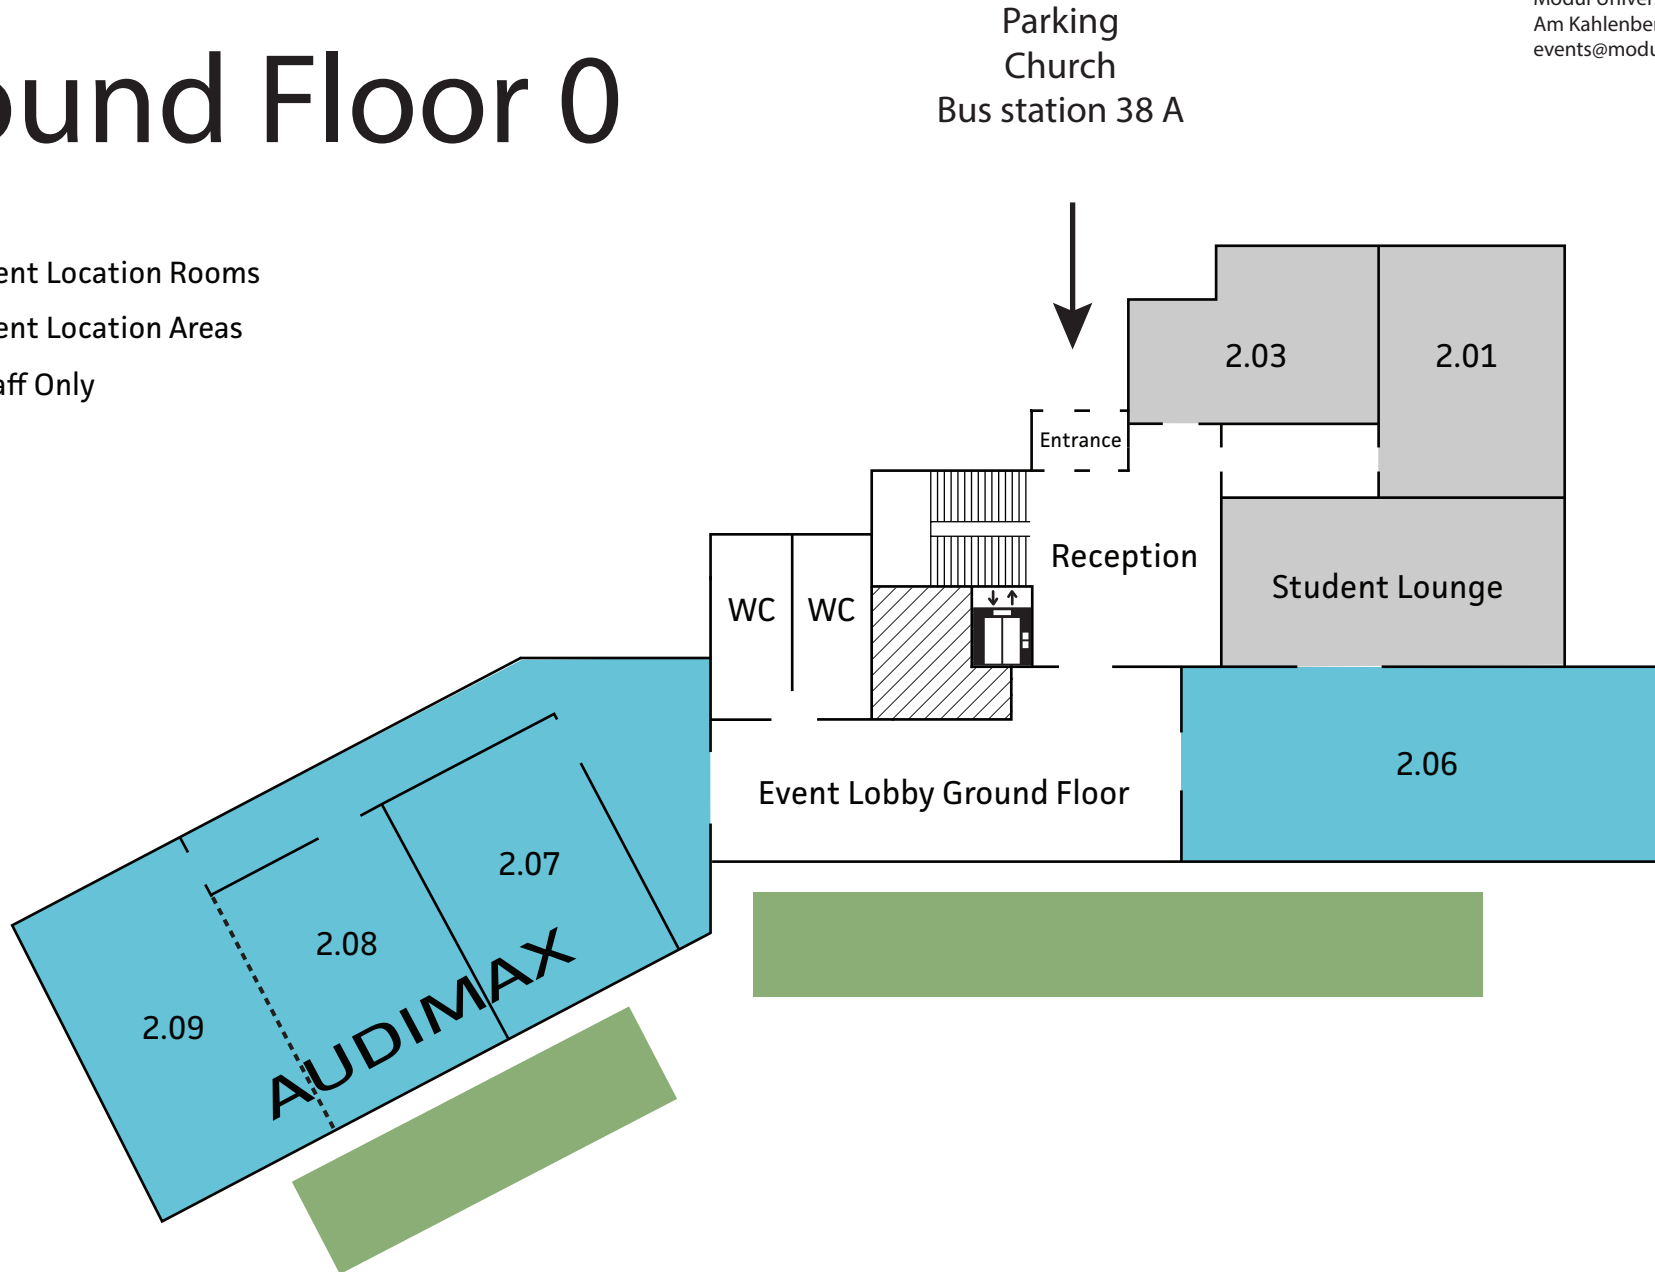 Parking
Church
Bus station 38 A
Am Kahlenber
events@modu
ound Floor 0
ent Location Rooms
ent Location Areas
aff Only
2.03
2.01
Entrance
Reception
Student Lounge
WC
WC
2.06
Event Lobby Ground Floor
2.07
2.08
2.09
AUDIMAX